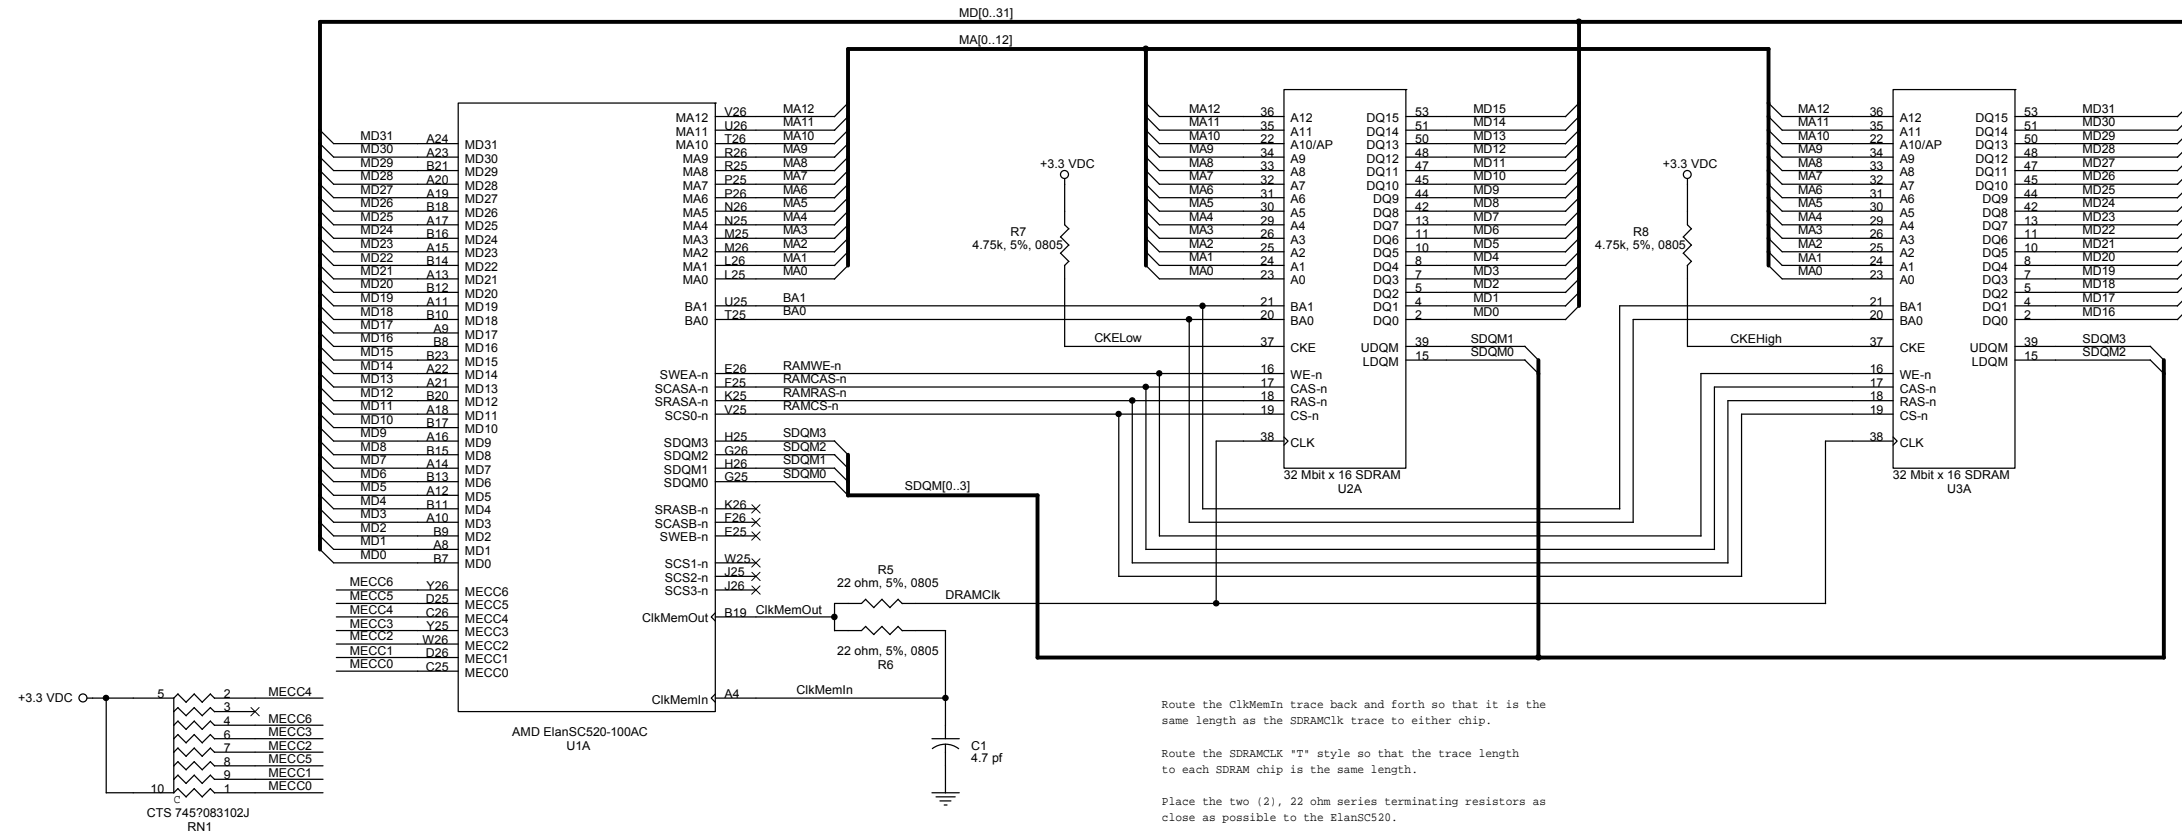 MD[0..31]
MA[0..12]
MD31 A24 MD31
MD30 A23 MD30
MD29 B21 MD29
MD28 A20 MD28
MD27 A19 MD27
MD26 B18 MD26
MD25 A17 MD25
MD24 B16 MD24
MD23 A15 MD23
MD22 B14 MD22
MD21 A13 MD21
MD20 B12 MD20
MD19 A11 MD19
MD18 B10 MD18
MD17 A9 MD17
MD16 B8 MD16
MD15 B23 MD15
MD14 A22 MD14
MD13 A21 MD13
MD12 B20 MD12
MD11 A18 MD11
MD10 B17 MD10
MD9 A16 MD9
MD8 B15 MD8
MD7 A14 MD7
MD6 B13 MD6
MD5 A12 MD5
MD4 B11 MD4
MD3 A10 MD3
MD2 B9 MD2
MD1 A8 MD1
MD0 B7 MD0
MECC6 Y26 MECC6
MECC5 D25 MECC5
MECC4 C26 MECC4
MECC3 Y25 MECC3
MECC2 W26 MECC2
MECC1 D26 MECC1
MECC0 C25 MECC0
MA12 V26 MA12
MA11 U26 MA11
MA10 T26 MA10
MA9 R26 MA9
MA8 R25 MA8
MA7 P25 MA7
MA6 P26 MA6
MA5 N26 MA5
MA4 N25 MA4
MA3 M25 MA3
MA2 M26 MA2
MA1 L26 MA1
MA0 L25 MA0
BA1 U25 BA1
BA0 T25 BA0
SWEA-n E26 RAMWE-n
SCASA-n F25 RAMCAS-n
SRASA-n K25 RAMRAS-n
SCS0-n V25 RAMCS-n
SDQM3 H25 SDQM3
SDQM2 G26 SDQM2
SDQM1 H26 SDQM1
SDQM0 G25 SDQM0
SDQM[0..3]
SRASB-n K26
SCASB-n F26
SWEB-n E25
SCS1-n W25
SCS2-n J25
SCS3-n J26
ClkMemOut B19 ClkMemOut
ClkMemIn A4 ClkMemIn
AMD ElanSC520-100AC
U1A
R5
22 ohm, 5%, 0805
DRAMClk
22 ohm, 5%, 0805
R6
C1
4.7 pf
+3.3 VDC
5 2 MECC4
3
4 MECC6
6 MECC3
7 MECC2
8 MECC5
9 MECC1
10 1 MECC0
C
CTS 745?083102J
RN1
+3.3 VDC
R7
4.75k, 5%, 0805
CKELow
MA12 36 A12
MA11 35 A11
MA10 22 A10/AP
MA9 34 A9
MA8 33 A8
MA7 32 A7
MA6 31 A6
MA5 30 A5
MA4 29 A4
MA3 26 A3
MA2 25 A2
MA1 24 A1
MA0 23 A0
21 BA1
20 BA0
37 CKE
16 WE-n
17 CAS-n
18 RAS-n
19 CS-n
38 CLK
DQ15 53 MD15
DQ14 51 MD14
DQ13 50 MD13
DQ12 48 MD12
DQ11 47 MD11
DQ10 45 MD10
DQ9 44 MD9
DQ8 42 MD8
DQ7 13 MD7
DQ6 11 MD6
DQ5 10 MD5
DQ4 8 MD4
DQ3 7 MD3
DQ2 5 MD2
DQ1 4 MD1
DQ0 2 MD0
UDQM 39 SDQM1
LDQM 15 SDQM0
32 Mbit x 16 SDRAM
U2A
+3.3 VDC
R8
4.75k, 5%, 0805
CKEHigh
MA12 36 A12
MA11 35 A11
MA10 22 A10/AP
MA9 34 A9
MA8 33 A8
MA7 32 A7
MA6 31 A6
MA5 30 A5
MA4 29 A4
MA3 26 A3
MA2 25 A2
MA1 24 A1
MA0 23 A0
21 BA1
20 BA0
37 CKE
16 WE-n
17 CAS-n
18 RAS-n
19 CS-n
38 CLK
DQ15 53 MD31
DQ14 51 MD30
DQ13 50 MD29
DQ12 48 MD28
DQ11 47 MD27
DQ10 45 MD26
DQ9 44 MD25
DQ8 42 MD24
DQ7 13 MD23
DQ6 11 MD22
DQ5 10 MD21
DQ4 8 MD20
DQ3 7 MD19
DQ2 5 MD18
DQ1 4 MD17
DQ0 2 MD16
UDQM 39 SDQM3
LDQM 15 SDQM2
32 Mbit x 16 SDRAM
U3A
Route the ClkMemIn trace back and forth so that it is the
same length as the SDRAMClk trace to either chip.
Route the SDRAMCLK "T" style so that the trace length
to each SDRAM chip is the same length.
Place the two (2), 22 ohm series terminating resistors as
close as possible to the ElanSC520.